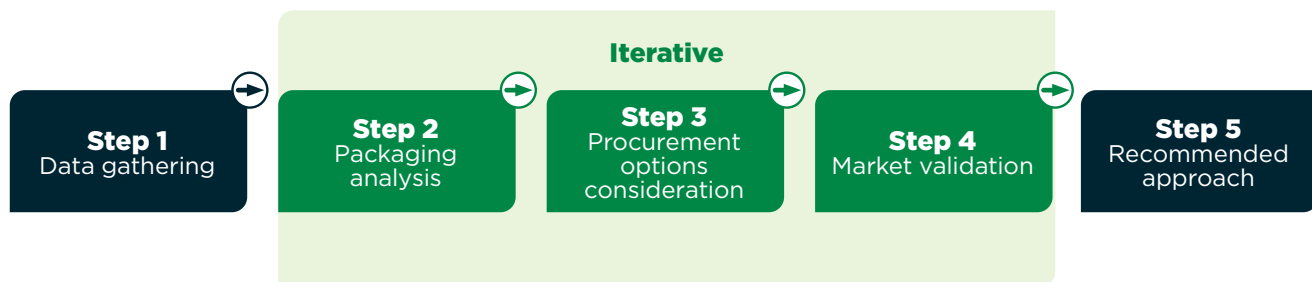 Iterative
Step 1
Data gathering
Step 2
Packaging
analysis
Step 3
Procurement
options
consideration
Step 4
Market validation
Step 5
Recommended
approach